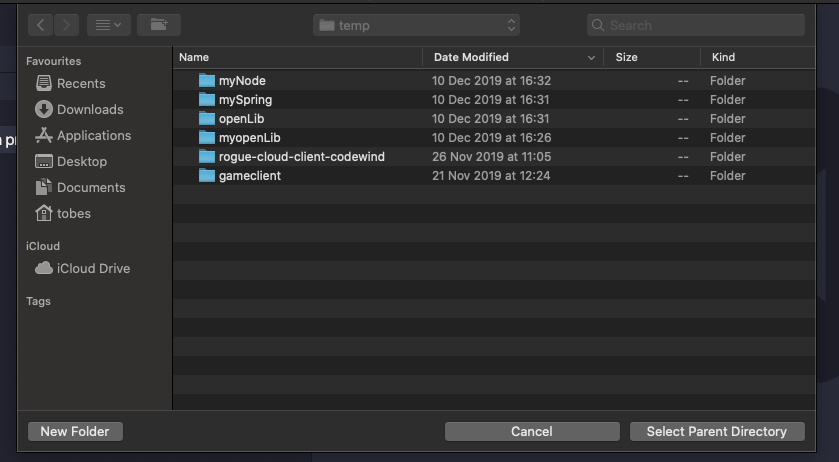 temp
Search
Favourites
Recents
Downloads
Applications
Desktop
Documents
tobes
iCloud
iCloud Drive
Tags
Name Date Modified Size Kind
myNode 10 Dec 2019 at 16:32 -- Folder
mySpring 10 Dec 2019 at 16:31 -- Folder
openLib 10 Dec 2019 at 16:31 -- Folder
myopenLib 10 Dec 2019 at 16:26 -- Folder
rogue-cloud-client-codewind 26 Nov 2019 at 11:05 -- Folder
gameclient 21 Nov 2019 at 12:24 -- Folder
New Folder Cancel Select Parent Directory